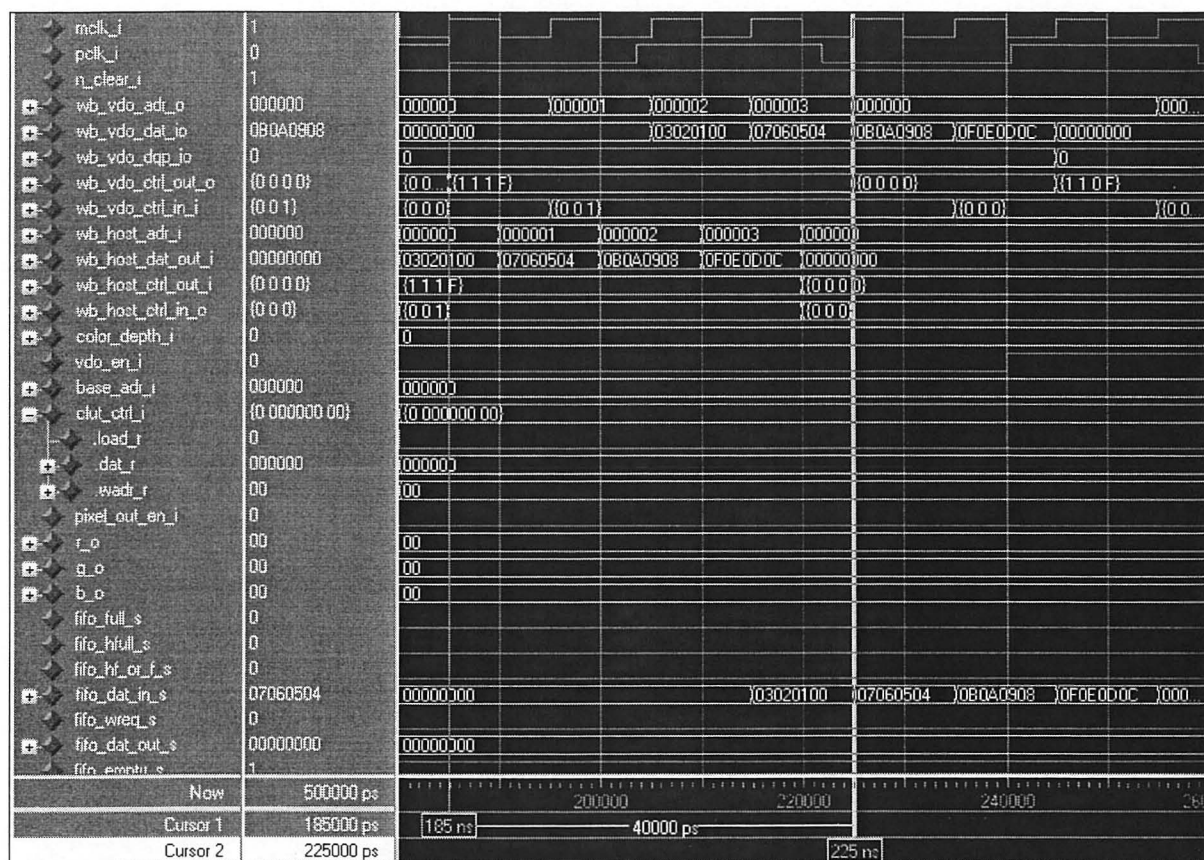 mclk_i 1
pclk_i 0
n_clear_i 1
wb_vdo_adr_o 000000 000000 000001 000002 000003 000000 000...
wb_vdo_dat_io 0B0A0908 00000000 03020100 07060504 0B0A0908 0F0E0D0C 00000000
wb_vdo_dqp_io 0 0 0
wb_vdo_ctrl_out_o {0 0 0 0} {0 0... {1 1 1 F} {0 0 0 0} {1 1 0 F}
wb_vdo_ctrl_in_i {0 0 1} {0 0 0} {0 0 1} {0 0 0} {0 0...
wb_host_adr_i 000000 000000 000001 000002 000003 000000
wb_host_dat_out_i 00000000 03020100 07060504 0B0A0908 0F0E0D0C 00000000
wb_host_ctrl_out_i {0 0 0 0} {1 1 1 F} {0 0 0 0}
wb_host_ctrl_in_o {0 0 0} {0 0 1} {0 0 0}
color_depth_i 0 0
vdo_en_i 0
base_adr_i 000000 000000
clut_ctrl_i {0 000000 00} {0 000000 00}
.load_r 0
.dat_r 000000 000000
.wadr_r 00 00
pixel_out_en_i 0
r_o 00 00
g_o 00 00
b_o 00 00
fifo_full_s 0
fifo_hfull_s 0
fifo_hf_or_f_s 0
fifo_dat_in_s 07060504 00000000 03020100 07060504 0B0A0908 0F0E0D0C 000...
fifo_wreq_s 0
fifo_dat_out_s 00000000 00000000
fifo_empty_s 1
Now 500000 ps 200000 220000 240000
Cursor 1 185000 ps 185 ns 40000 ps
Cursor 2 225000 ps 225 ns